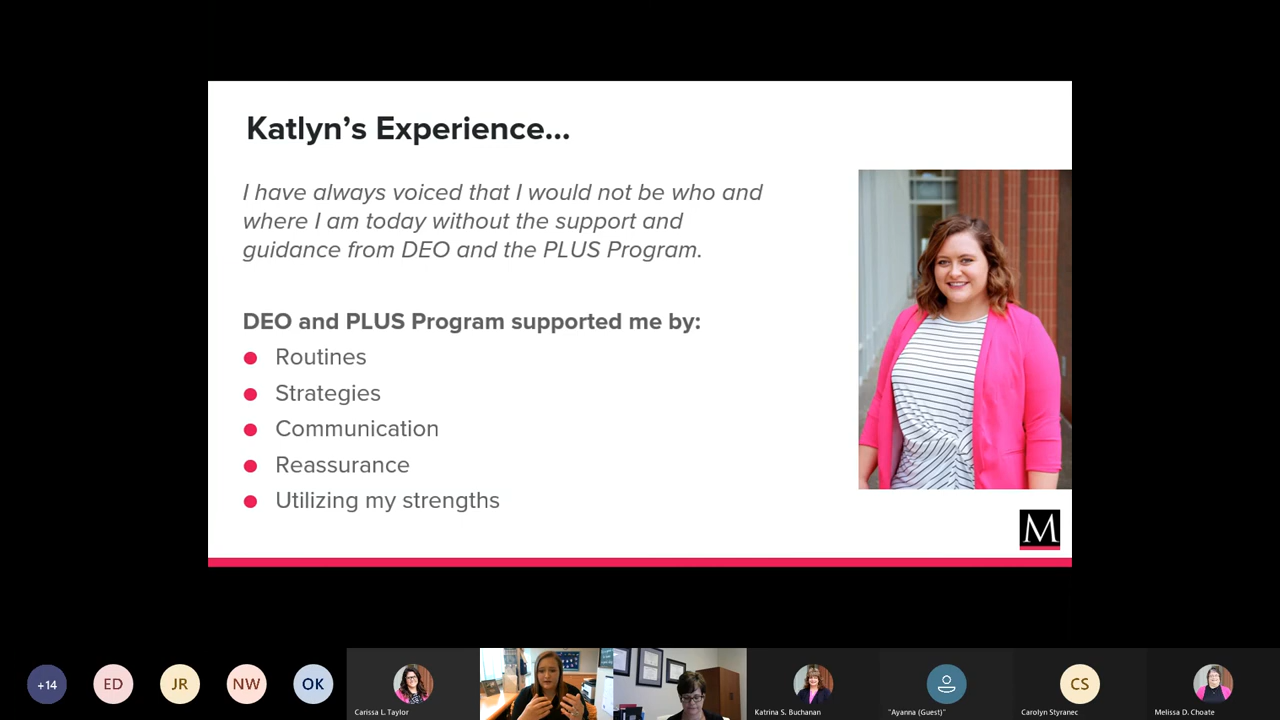 Katlyn’s Experience...
I have always voiced that I would not be who and
where I am today without the support and
guidance from DEO and the PLUS Program.
DEO and PLUS Program supported me by:
Routines
Strategies
Communication
Reassurance
Utilizing my strengths
M
+14
ED
JR
NW
OK
Carissa L. Taylor
Katrina S. Buchanan
"Ayanna (Guest)"
CS
Carolyn Styranec
Melissa D. Choate